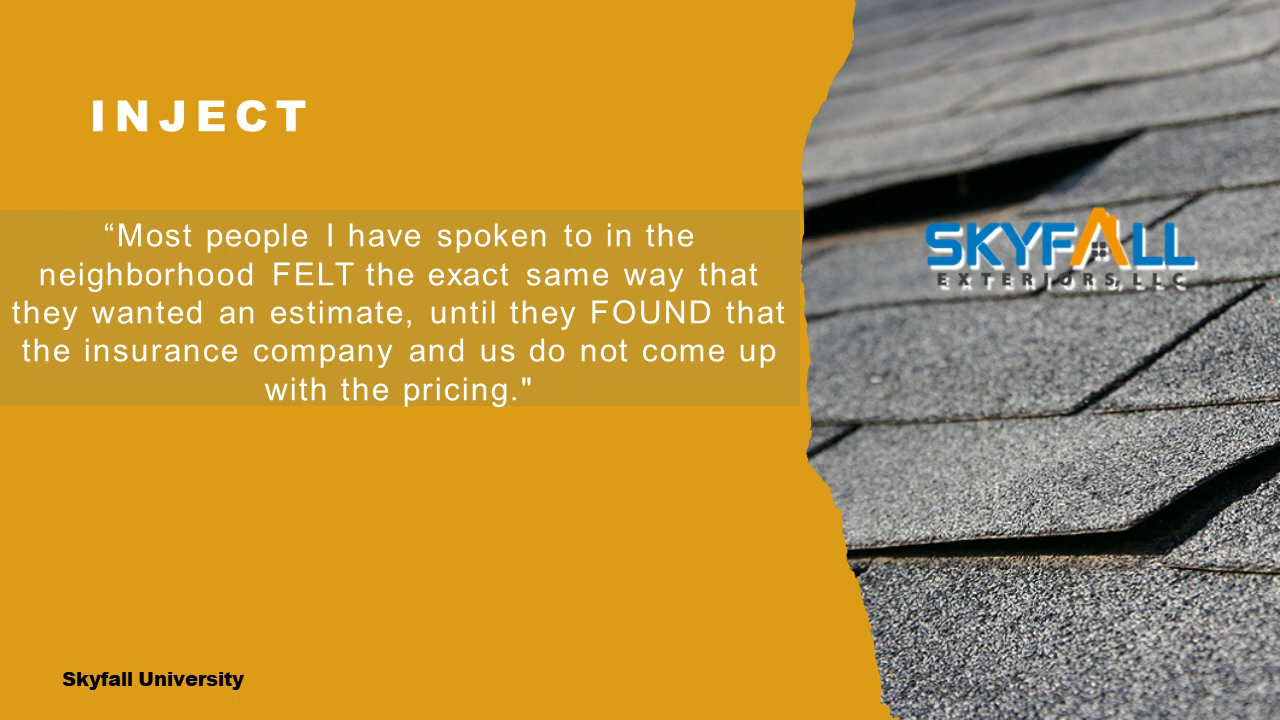 INJECT
“Most people I have spoken to in the
neighborhood FELT the exact same way that
they wanted an estimate, until they FOUND that
the insurance company and us do not come up
with the pricing."
SKYFALL
EXTERIORS, LLC
Skyfall University